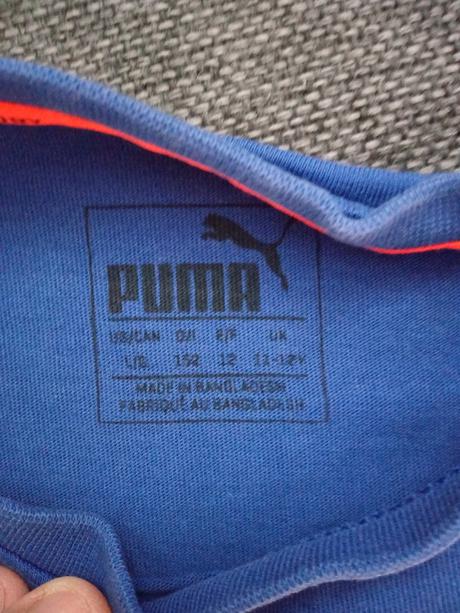 PUMA
US/CAN D/I E/F UK
L/G 152 12 11-12Y
MADE IN BANGLADESH
FABRIQUÉ AU BANGLADESH